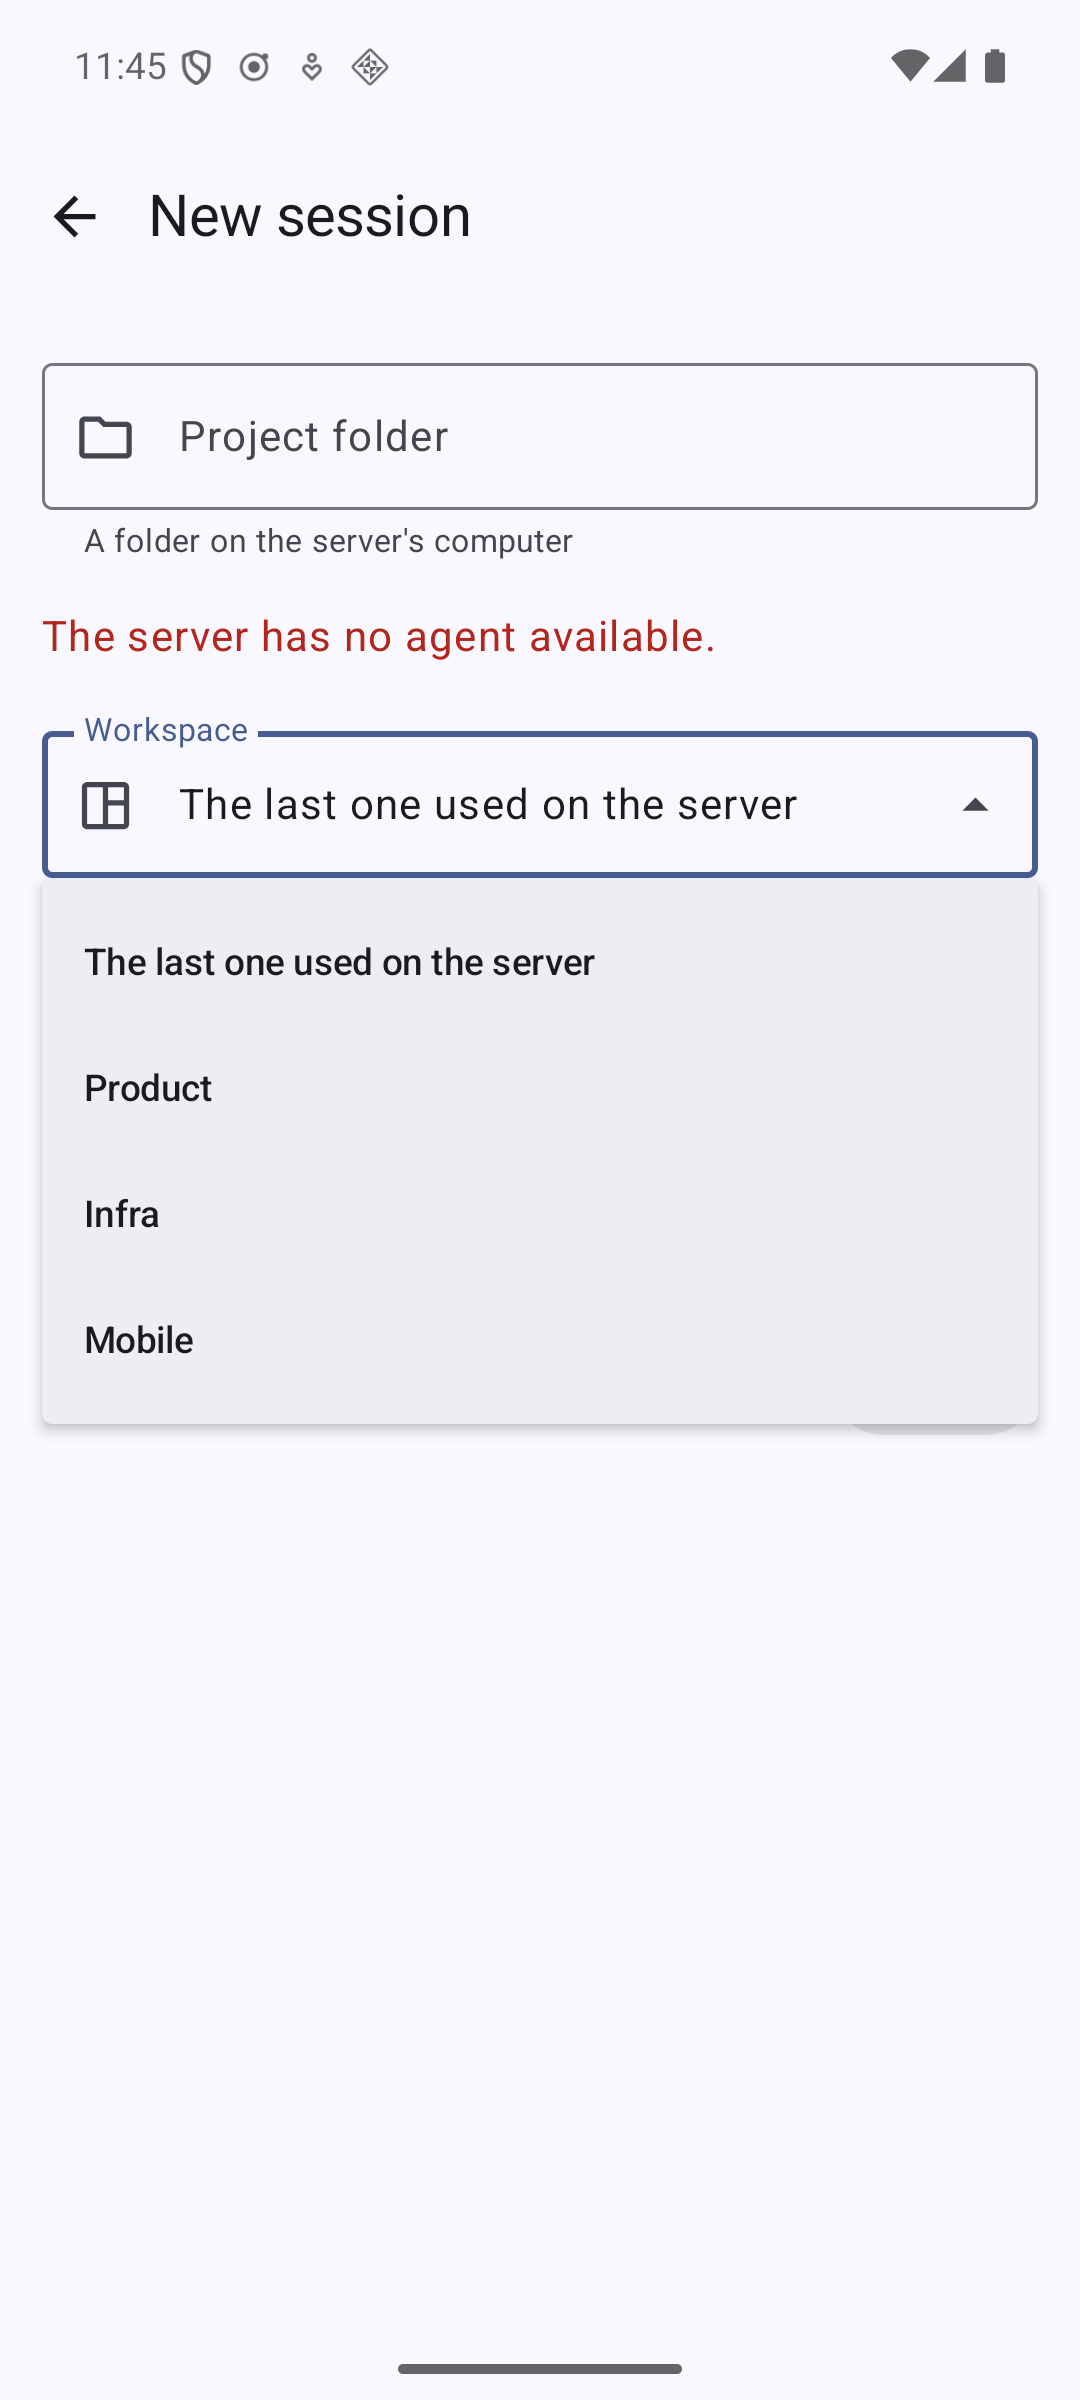 11:45
New session
Project folder
A folder on the server's computer
The server has no agent available.
Workspace
The last one used on the server
The last one used on the server
Product
Infra
Mobile